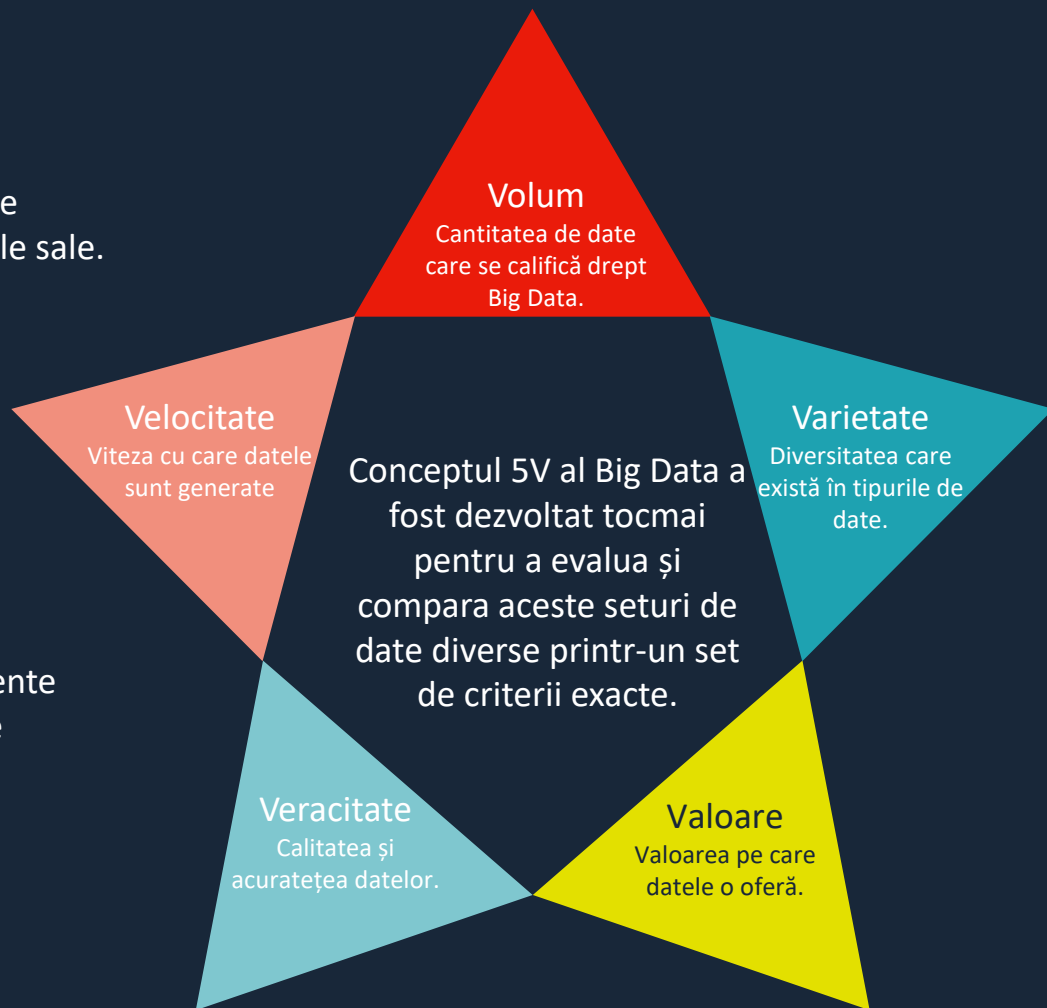 e
le sale.
Volum
Cantitatea de date
care se califică drept
Big Data.
Velocitate
Viteza cu care datele
sunt generate
Varietate
Diversitatea care
există în tipurile de
date.
Conceptul 5V al Big Data a
fost dezvoltat tocmai
pentru a evalua și
compara aceste seturi de
date diverse printr-un set
de criterii exacte.
ente
e
Veracitate
Calitatea și
acuratețea datelor.
Valoare
Valoarea pe care
datele o oferă.